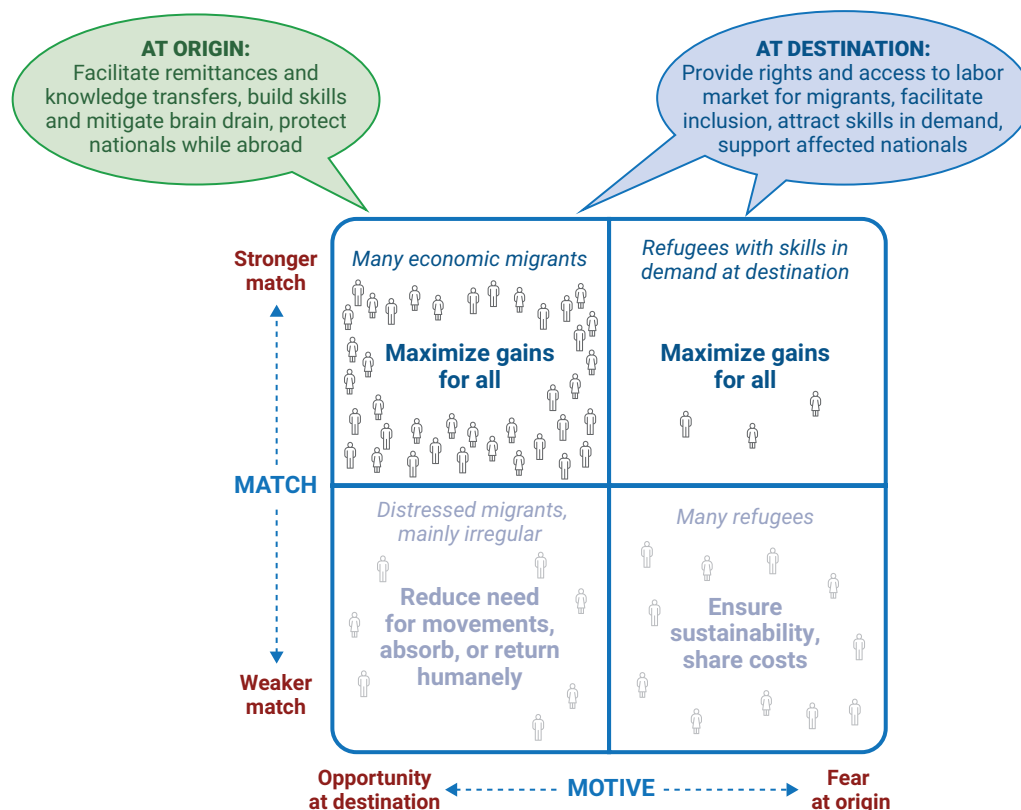 AT ORIGIN:
Facilitate remittances and
knowledge transfers, build skills
and mitigate brain drain, protect
nationals while abroad
AT DESTINATION:
Provide rights and access to labor
market for migrants, facilitate
inclusion, attract skills in demand,
support affected nationals
Stronger
match
MATCH
Weaker
match
Many economic migrants
Maximize gains
for all
Refugees with skills in
demand at destination
Maximize gains
for all
Distressed migrants,
mainly irregular
Reduce need
for movements,
absorb, or return
humanely
Many refugees
Ensure
sustainability,
share costs
Opportunity
at destination
MOTIVE
Fear
at origin